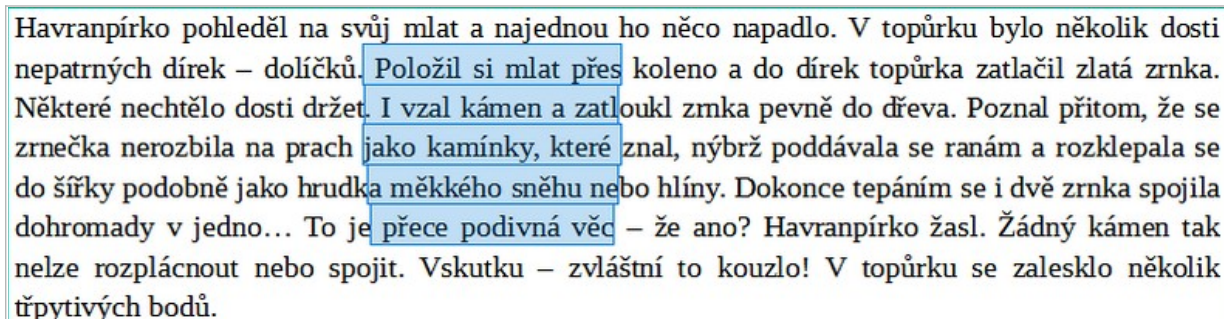 Havranpírko pohleděl na svůj mlat a najednou ho něco napadlo. V topůrku bylo několik dosti
nepatrných dírek – dolíčků. Položil si mlat přes koleno a do dírek topůrka zatlačil zlatá zrnka.
Některé nechtělo dosti držet. I vzal kámen a zatloukl zrnka pevně do dřeva. Poznal přitom, že se
zrnečka nerozbila na prach jako kamínky, které znal, nýbrž poddávala se ranám a rozklepala se
do šířky podobně jako hrudka měkkého sněhu nebo hlíny. Dokonce tepáním se i dvě zrnka spojila
dohromady v jedno… To je přece podivná věc – že ano? Havranpírko žasl. Žádný kámen tak
nelze rozplácnout nebo spojit. Vskutku – zvláštní to kouzlo! V topůrku se zalesklo několik
třpytivých bodů.